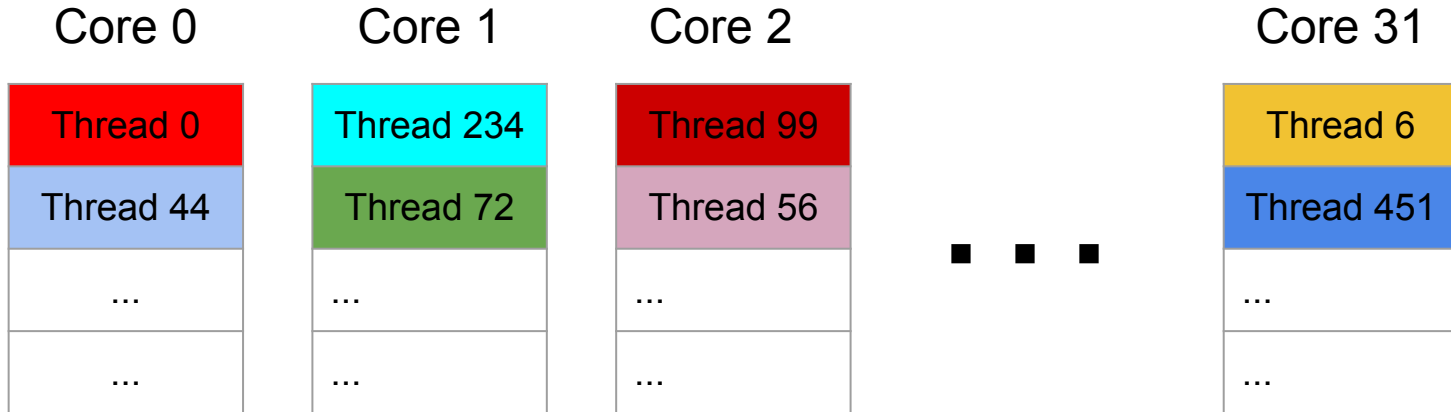 Core 0 Core 1 Core 2 Core 31
Thread 0 Thread 234 Thread 99 Thread 6
Thread 44 Thread 72 Thread 56 Thread 451
... ... ... ...
... ... ... ...